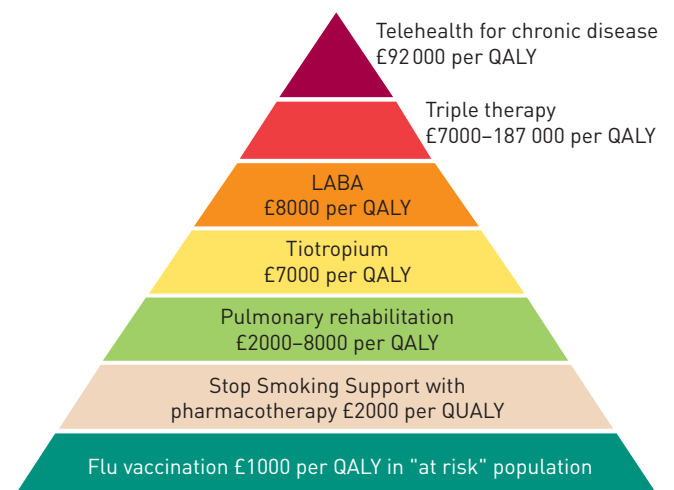 Telehealth for chronic disease
£92 000 per QALY
Triple therapy
£7000–187 000 per QALY
LABA
£8000 per QALY
Tiotropium
£7000 per QALY
Pulmonary rehabilitation
£2000–8000 per QALY
Stop Smoking Support with
pharmacotherapy £2000 per QUALY
Flu vaccination £1000 per QALY in "at risk" population